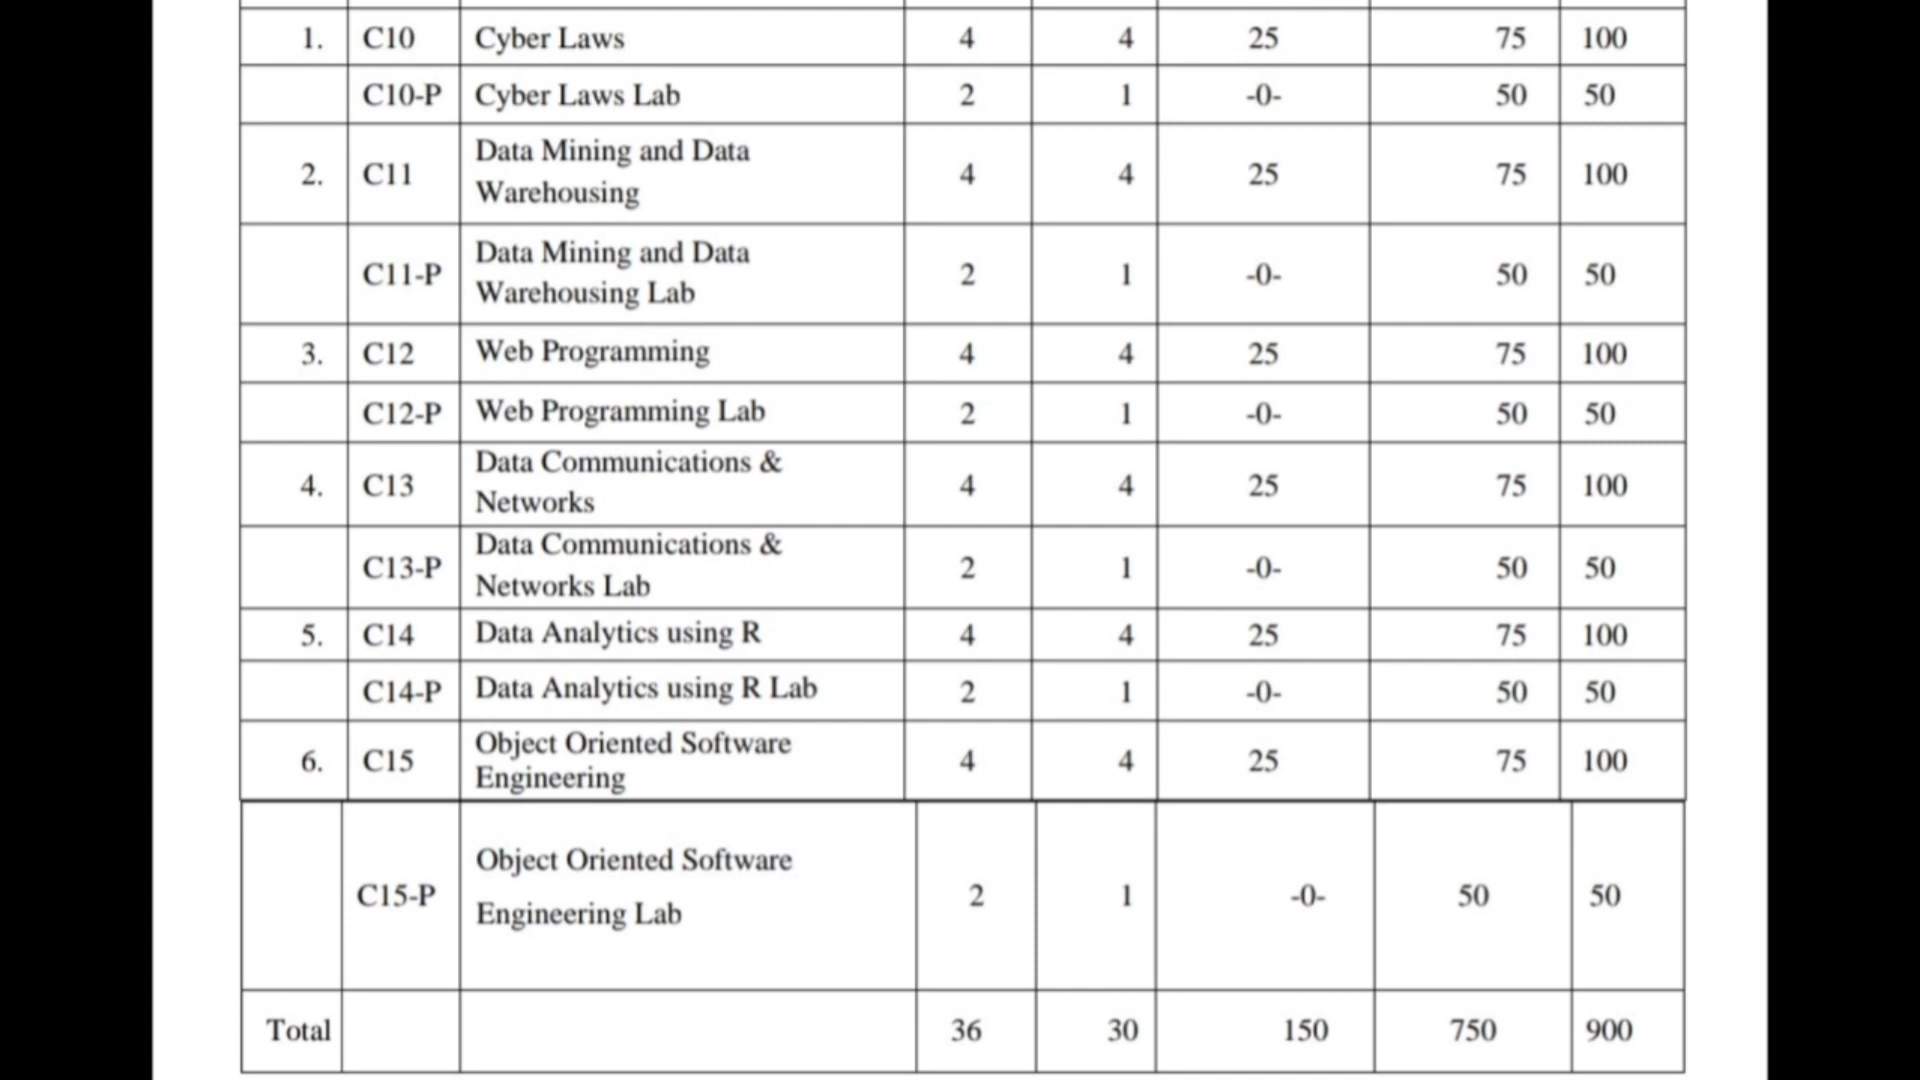 1. C10 Cyber Laws 4 4 25 75 100
C10-P Cyber Laws Lab 2 1 -0- 50 50
Data Mining and Data
2. C11 4 4 25 75 100
Warehousing
Data Mining and Data
C11-P 2 1 -0- 50 50
Warehousing Lab
3. C12 Web Programming 4 4 25 75 100
C12-P Web Programming Lab 2 1 -0- 50 50
Data Communications &
4. C13 4 4 25 75 100
Networks
Data Communications &
C13-P 2 1 -0- 50 50
Networks Lab
5. C14 Data Analytics using R 4 4 25 75 100
C14-P Data Analytics using R Lab 2 1 -0- 50 50
Object Oriented Software
6. C15 4 4 25 75 100
Engineering
Object Oriented Software
C15-P 2 1 -0- 50 50
Engineering Lab
Total 36 30 150 750 900